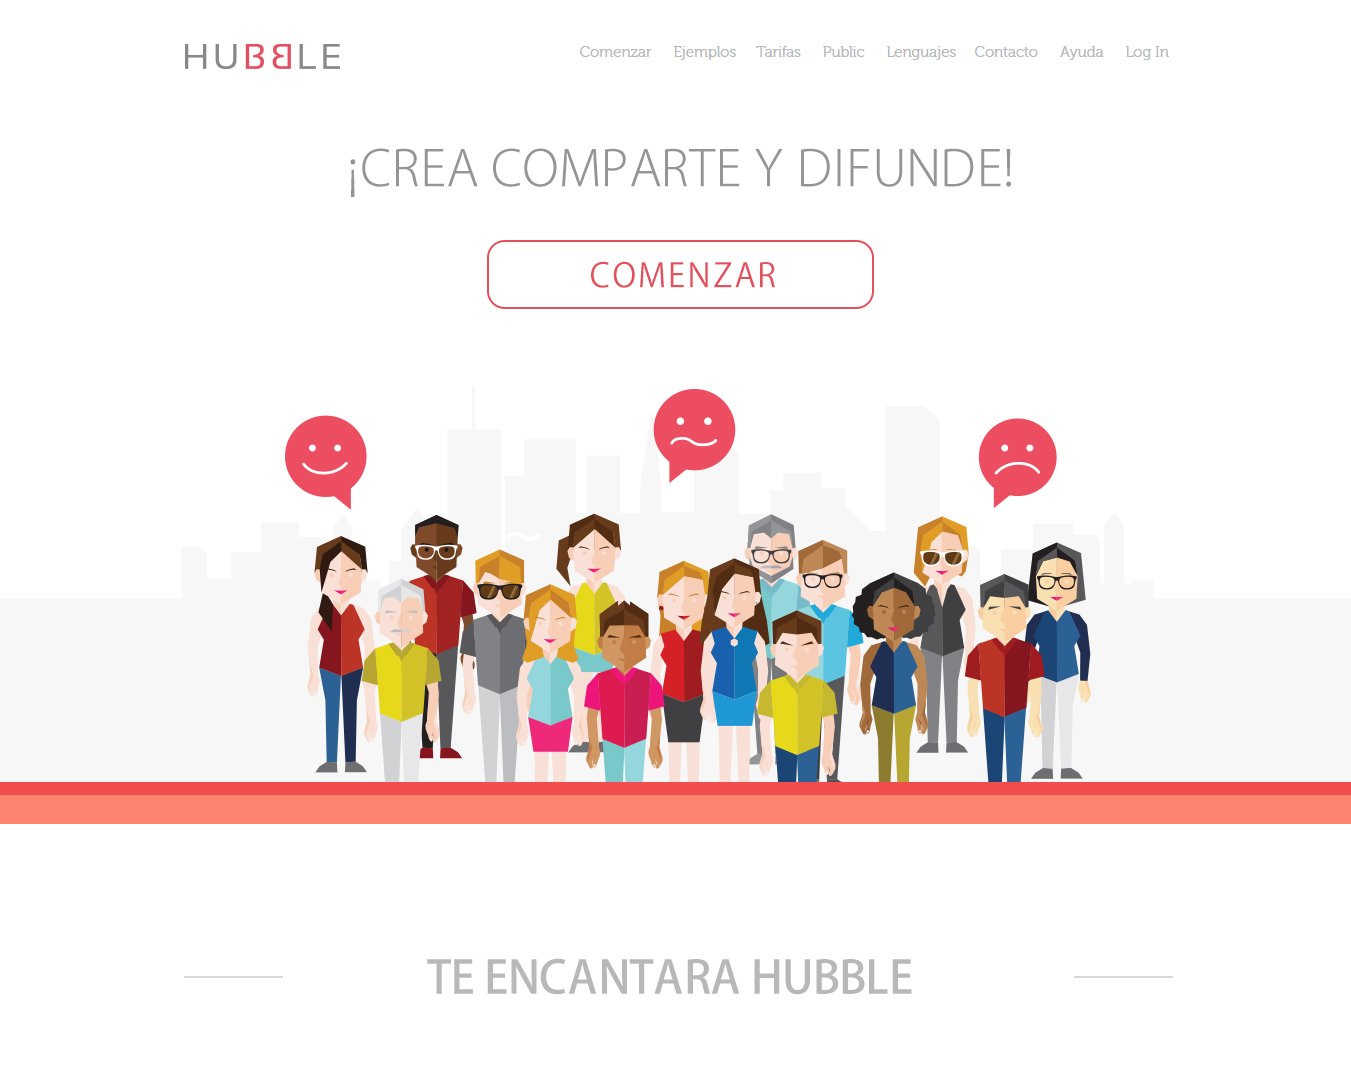 HUBBLE
Comenzar Ejemplos Tarifas Public Lenguajes Contacto Ayuda Log In
¡CREA COMPARTE Y DIFUNDE!
COMENZAR
TE ENCANTARA HUBBLE